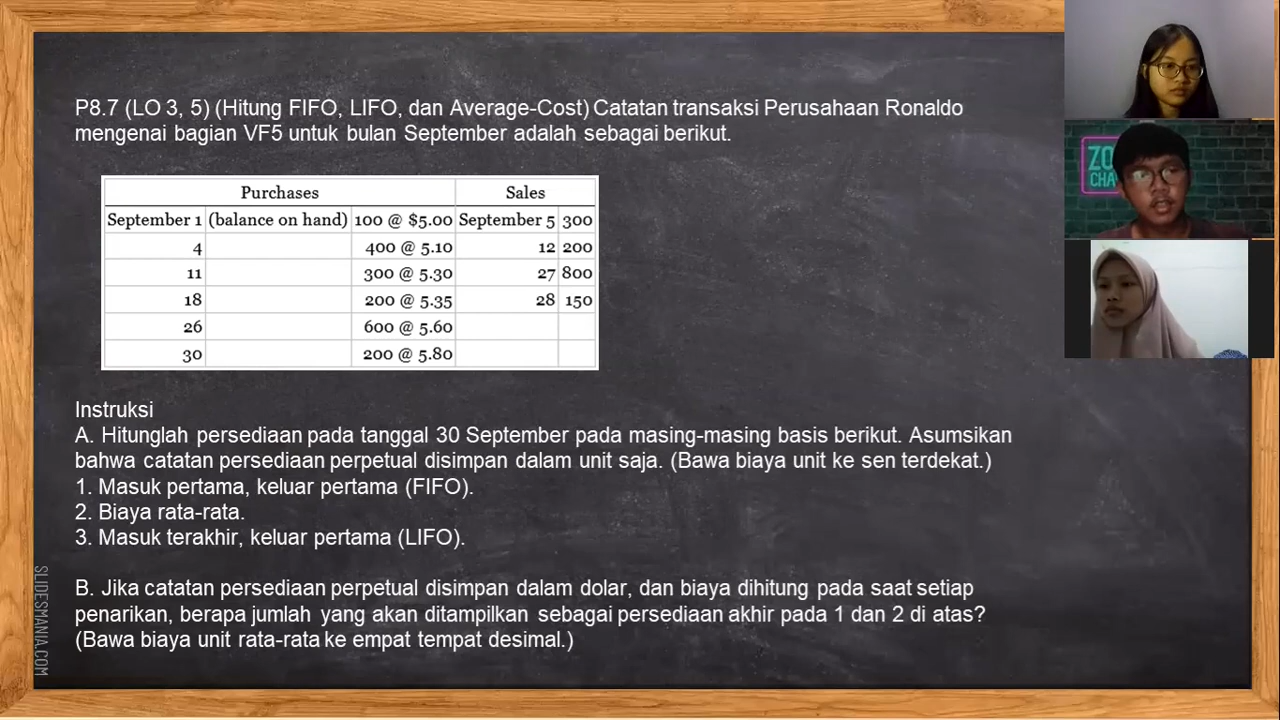 P8.7 (LO 3, 5) (Hitung FIFO, LIFO, dan Average-Cost) Catatan transaksi Perusahaan Ronaldo
mengenai bagian VF5 untuk bulan September adalah sebagai berikut.
Purchases Sales
September 1 (balance on hand) 100 @ $5.00 September 5 300
4 400 @ 5.10 12 200
11 300 @ 5.30 27 800
18 200 @ 5.35 28 150
26 600 @ 5.60
30 200 @ 5.80
Instruksi
A. Hitunglah persediaan pada tanggal 30 September pada masing-masing basis berikut. Asumsikan
bahwa catatan persediaan perpetual disimpan dalam unit saja. (Bawa biaya unit ke sen terdekat.)
1. Masuk pertama, keluar pertama (FIFO).
2. Biaya rata-rata.
3. Masuk terakhir, keluar pertama (LIFO).
B. Jika catatan persediaan perpetual disimpan dalam dolar, dan biaya dihitung pada saat setiap
penarikan, berapa jumlah yang akan ditampilkan sebagai persediaan akhir pada 1 dan 2 di atas?
(Bawa biaya unit rata-rata ke empat tempat desimal.)
SLIDESMANIA.COM
ZO
CHA